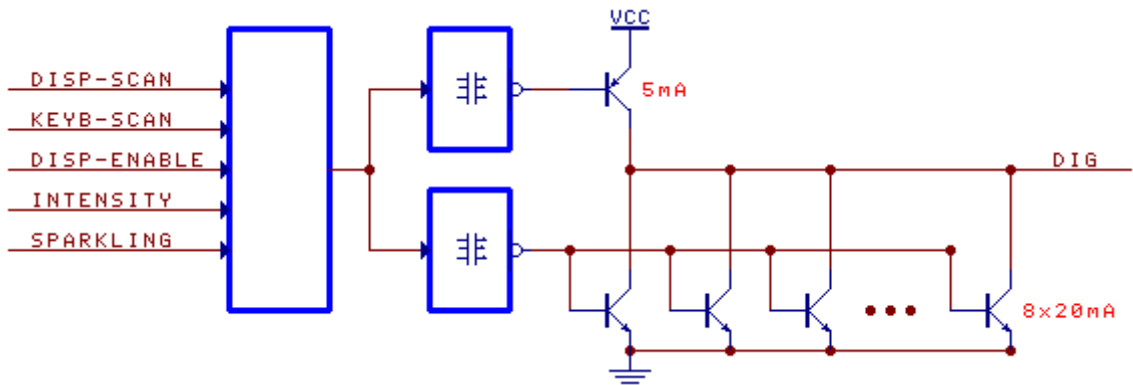 VCC
DISP-SCAN
5mA
KEYB-SCAN
DISP-ENABLE
DIG
INTENSITY
SPARKLING
8x20mA